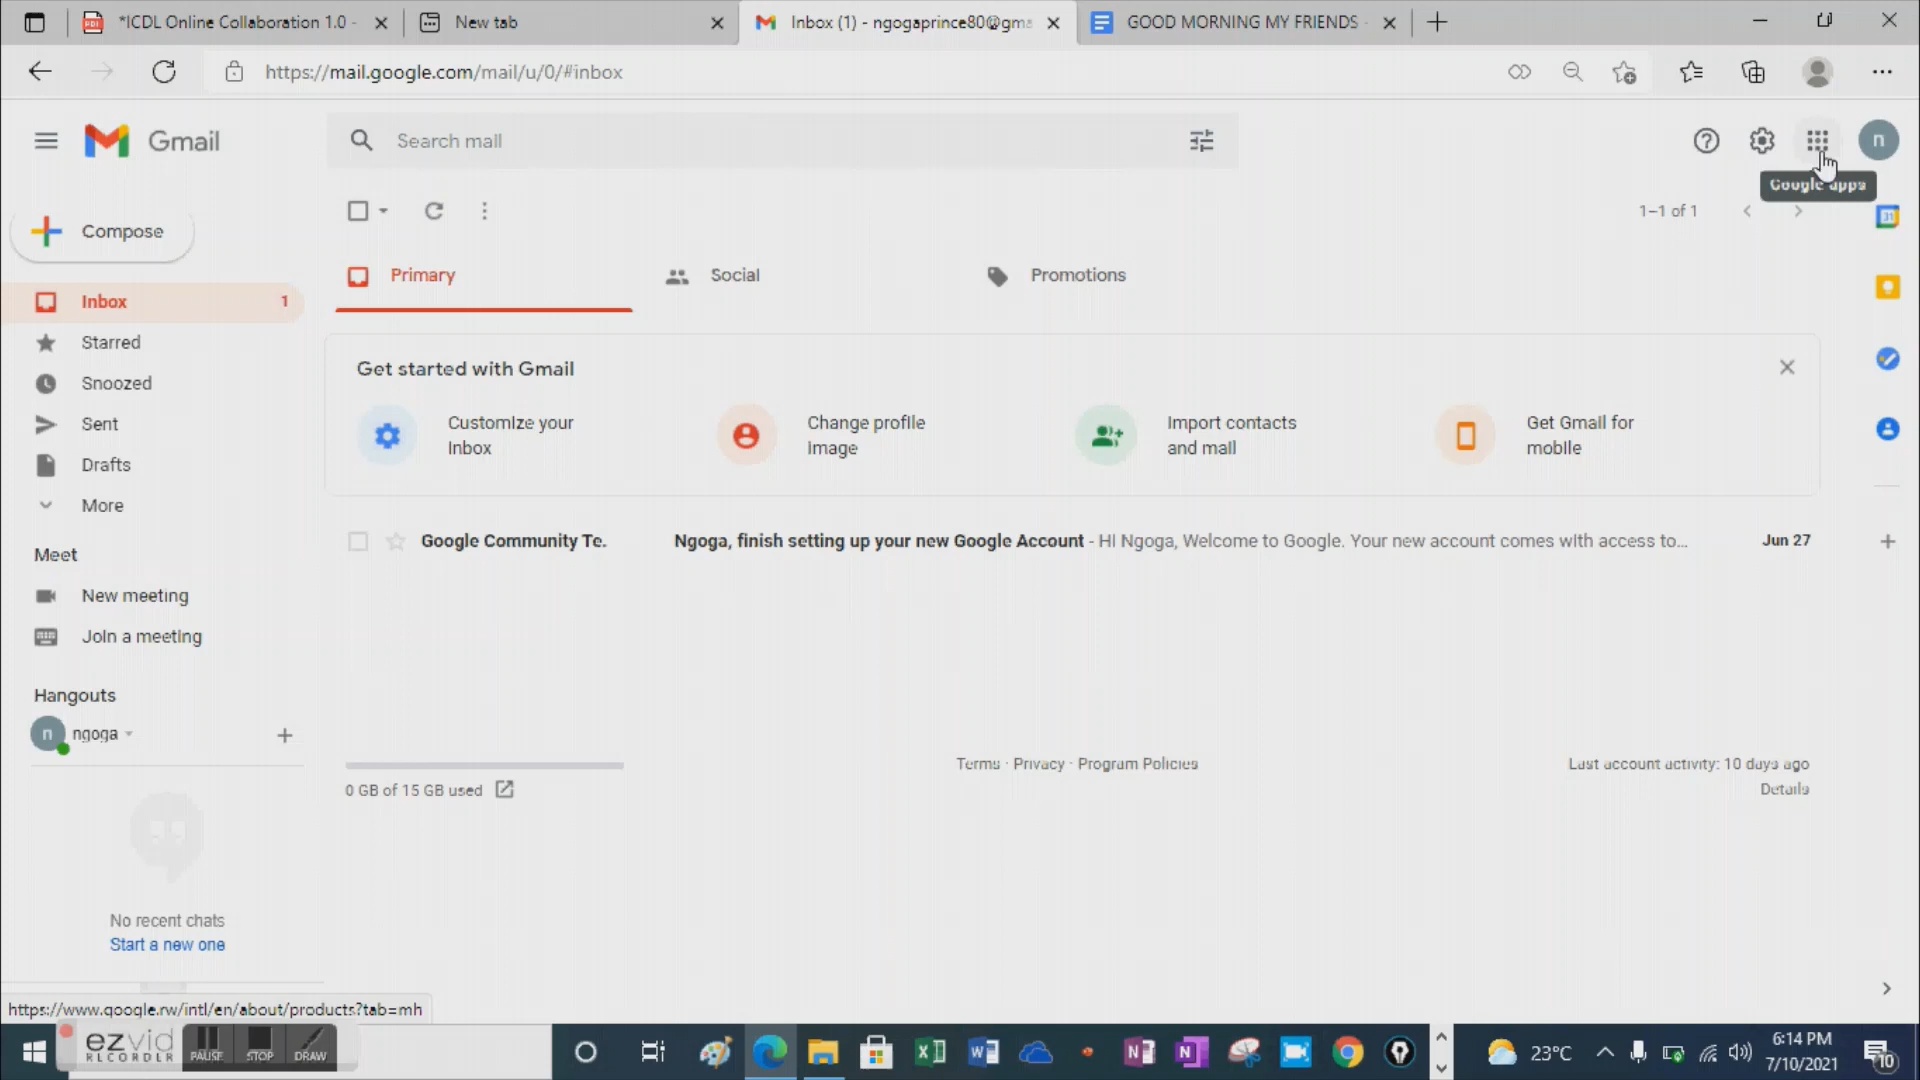 *ICDL Online Collaboration 1.0 -
New tab
Inbox (1) - ngogaprince80@gma
GOOD MORNING MY FRIENDS -
https://mail.google.com/mail/u/0/#inbox
Gmail
Search mail
n
Google apps
1–1 of 1
Compose
Primary
Social
Promotions
Inbox 1
Starred
Snoozed
Sent
Drafts
More
Get started with Gmail
Customize your
Inbox
Change profile
Image
Import contacts
and mail
Get Gmail for
mobile
Google Community Te.
Ngoga, finish setting up your new Google Account - Hi Ngoga, Welcome to Google. Your new account comes with access to...
Jun 27
Meet
New meeting
Join a meeting
Hangouts
n
ngoga
0 GB of 15 GB used
Terms · Privacy · Program Policies
Last account activity: 10 days ago
Details
No recent chats
Start a new one
https://www.google.rw/intl/en/about/products?tab=mh
ezvid
RECORDER
PAUSE
STOP
DRAW
23°C
6:14 PM
7/10/2021
10